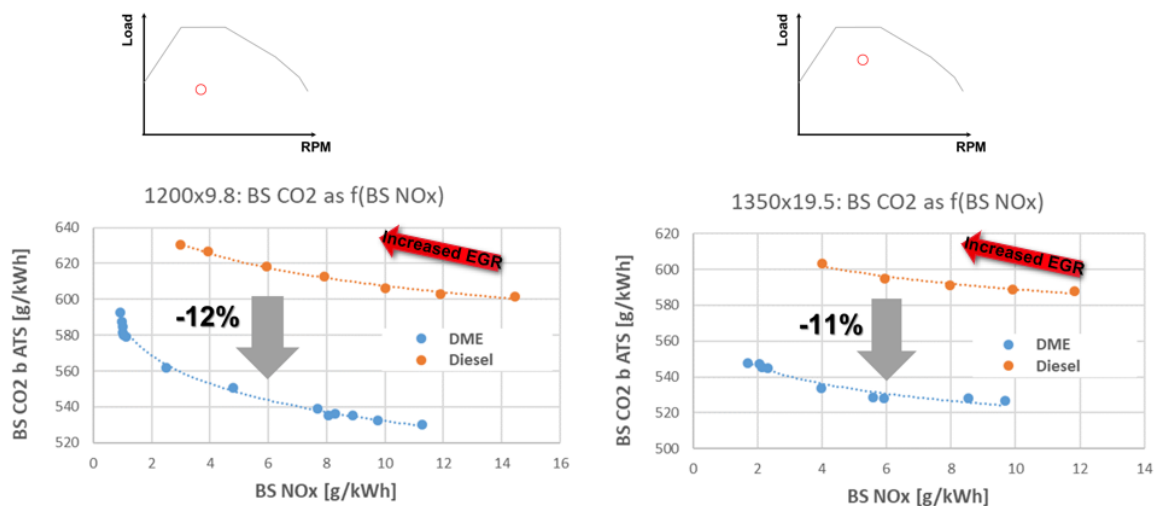 Load
RPM
Load
RPM
1200x9.8: BS CO2 as f(BS NOx)
BS CO2 b ATS [g/kWh]
640
620
600
580
560
540
520
0 2 4 6 8 10 12 14 16
BS NOx [g/kWh]
Increased EGR
-12%
DME
Diesel
1350x19.5: BS CO2 as f(BS NOx)
BS CO2 b ATS [g/kWh]
620
600
580
560
540
520
500
0 2 4 6 8 10 12 14
BS NOx [g/kWh]
Increased EGR
-11%
DME
Diesel